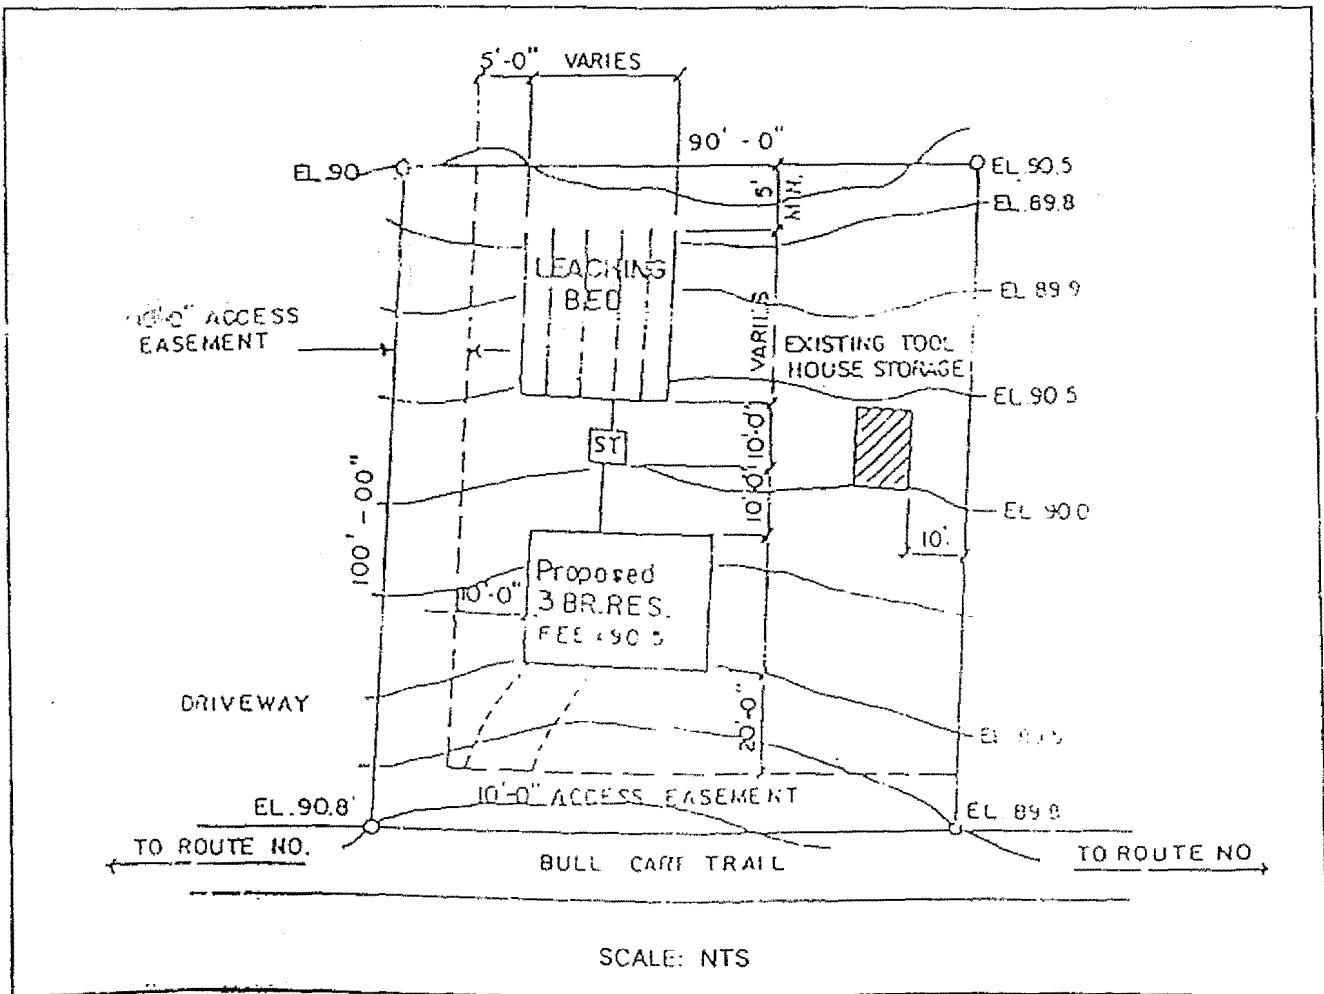 5'-0" VARIES
90' - 0"
EL.90
EL.90.5
5'
MIN.
EL.89.8
LEACHING
BED
EL 89.9
ACCESS
EASEMENT
VARIES
EXISTING TOOL
HOUSE STORAGE
EL.90 5
10'-0"
ST
10'-0"
100' - 00"
EL 90.0
10'
Proposed
3 BR.RES.
10'-0"
DRIVEWAY
20'-0"
10'-0" ACCESS EASEMENT
EL.90.8'
EL 89.8
TO ROUTE NO.
BULL CART TRAIL
TO ROUTE NO
SCALE: NTS